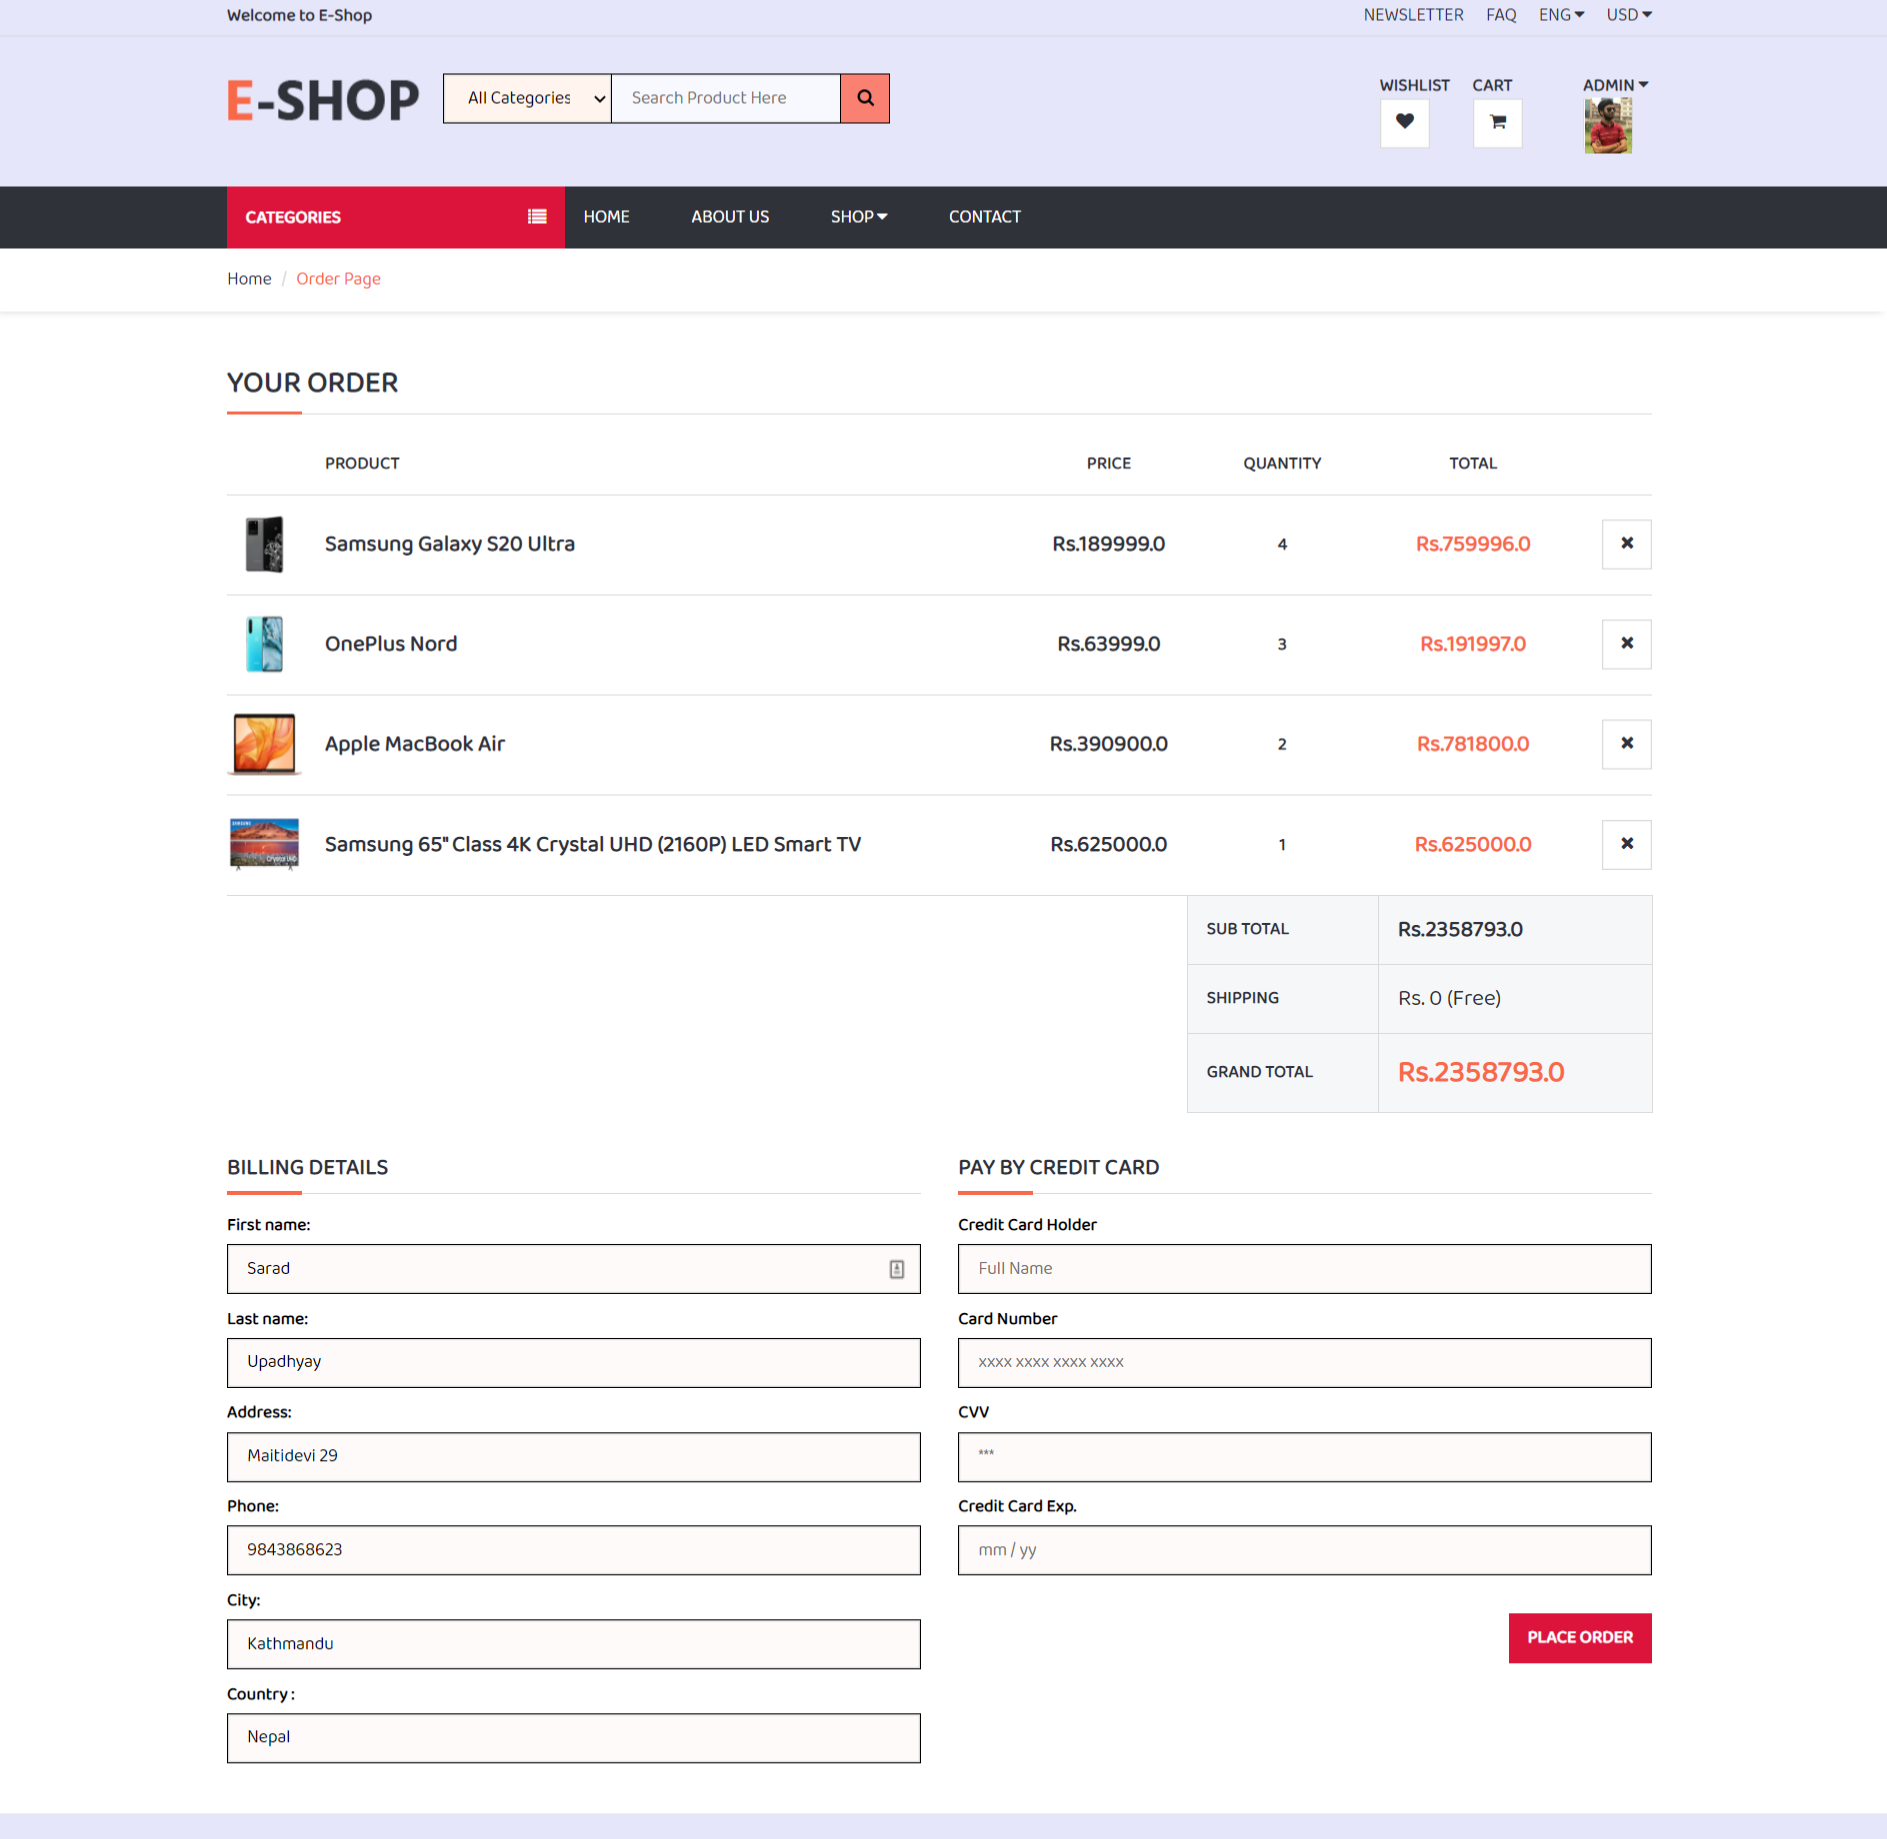 Welcome to E-Shop
NEWSLETTER FAQ ENG USD
E-SHOP
All Categories
Search Product Here
WISHLIST CART ADMIN
CATEGORIES HOME ABOUT US SHOP CONTACT
Home / Order Page
YOUR ORDER
PRODUCT PRICE QUANTITY TOTAL
Samsung Galaxy S20 Ultra Rs.189999.0 4 Rs.759996.0
OnePlus Nord Rs.63999.0 3 Rs.191997.0
Apple MacBook Air Rs.390900.0 2 Rs.781800.0
SAMSUNG
Crystal UHD
Samsung 65" Class 4K Crystal UHD (2160P) LED Smart TV Rs.625000.0 1 Rs.625000.0
SUB TOTAL Rs.2358793.0
SHIPPING Rs. 0 (Free)
GRAND TOTAL Rs.2358793.0
BILLING DETAILS
First name:
Sarad
Last name:
Upadhyay
Address:
Maitidevi 29
Phone:
9843868623
City:
Kathmandu
Country :
Nepal
PAY BY CREDIT CARD
Credit Card Holder
Full Name
Card Number
xxxx xxxx xxxx xxxx
CVV
***
Credit Card Exp.
mm / yy
PLACE ORDER